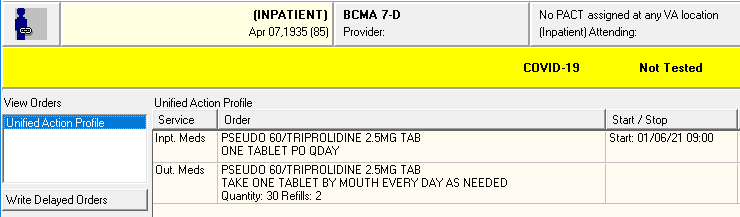 (INPATIENT)
Apr 07,1935 (85)
BCMA 7-D
Provider:
No PACT assigned at any VA location
(Inpatient) Attending:
COVID-19 Not Tested
View Orders
Unified Action Profile
Write Delayed Orders
Unified Action Profile
Service Order Start / Stop
Inpt. Meds PSEUDO 60/TRIPROLIDINE 2.5MG TAB Start: 01/06/21 09:00
ONE TABLET PO QDAY
Out. Meds PSEUDO 60/TRIPROLIDINE 2.5MG TAB
TAKE ONE TABLET BY MOUTH EVERY DAY AS NEEDED
Quantity: 30 Refills: 2